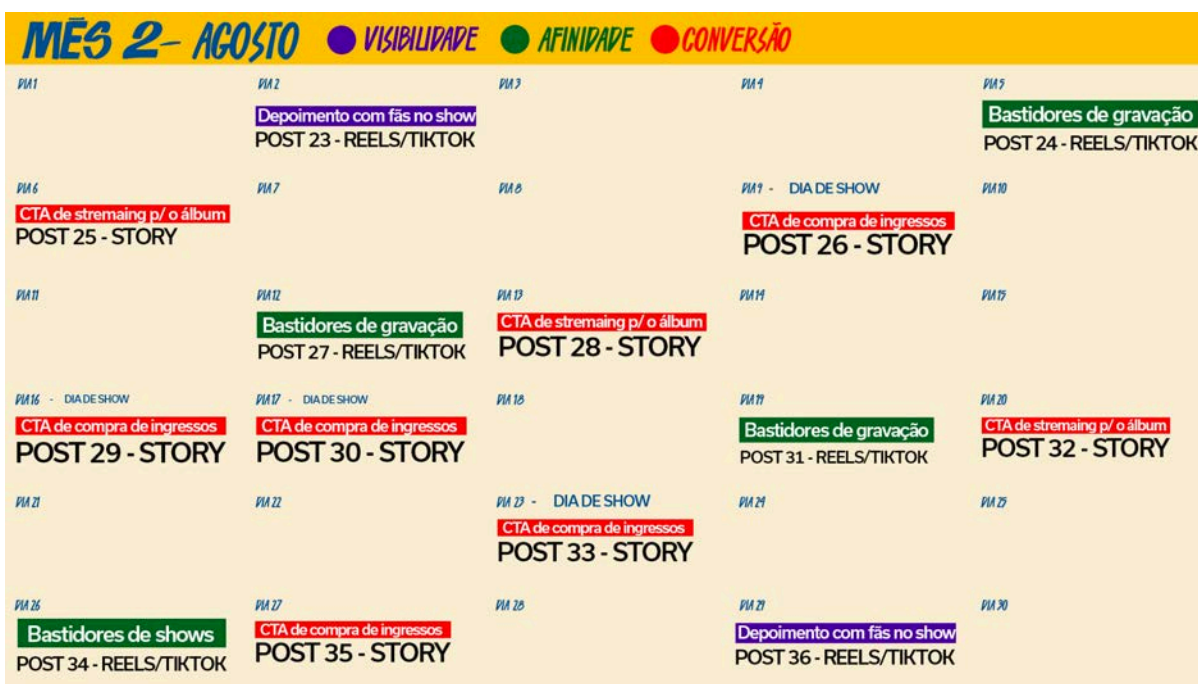 MÊS 2 - AGOSTO VISIBILIDADE AFINIDADE CONVERSÃO
DIA 1 DIA 2 DIA 3 DIA 4 DIA 5
Depoimento com fãs no show Bastidores de gravação
POST 23 - REELS/TIKTOK POST 24 - REELS/TIKTOK
DIA 6 DIA 7 DIA 8 DIA 9 - DIA DE SHOW DIA 10
CTA de stremaing p/ o álbum CTA de compra de ingressos
POST 25 - STORY POST 26 - STORY
DIA 11 DIA 12 DIA 13 DIA 14 DIA 15
Bastidores de gravação CTA de stremaing p/ o álbum
POST 27 - REELS/TIKTOK POST 28 - STORY
DIA 16 - DIA DE SHOW DIA 17 - DIA DE SHOW DIA 18 DIA 19 DIA 20
CTA de compra de ingressos CTA de compra de ingressos Bastidores de gravação CTA de stremaing p/ o álbum
POST 29 - STORY POST 30 - STORY POST 31 - REELS/TIKTOK POST 32 - STORY
DIA 21 DIA 22 DIA 23 - DIA DE SHOW DIA 24 DIA 25
CTA de compra de ingressos
POST 33 - STORY
DIA 26 DIA 27 DIA 28 DIA 29 DIA 30
Bastidores de shows CTA de compra de ingressos Depoimento com fãs no show
POST 34 - REELS/TIKTOK POST 35 - STORY POST 36 - REELS/TIKTOK